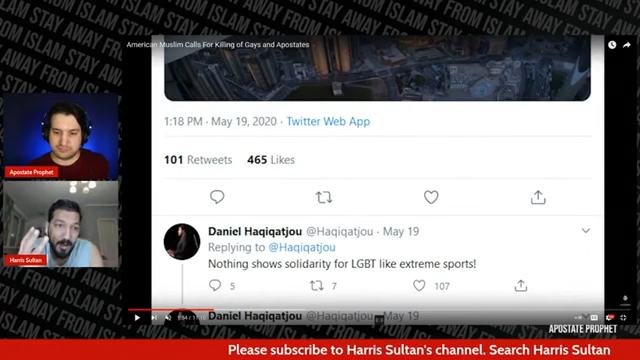 STAY AWAY FROM ISLAM STAY AWAY FROM ISLAM
American Muslim Calls For Killing of Gays and Apostates
1:18 PM · May 19, 2020 · Twitter Web App
101 Retweets 465 Likes
Apostate Prophet
Harris Sultan
Daniel Haqiqatjou @Haqiqatjou · May 19
Replying to @Haqiqatjou
Nothing shows solidarity for LGBT like extreme sports!
5 7 107
Daniel Haqiqatjou @Haqiqatjou · May 19
APOSTATE PROPHET
Please subscribe to Harris Sultan's channel. Search Harris Sultan